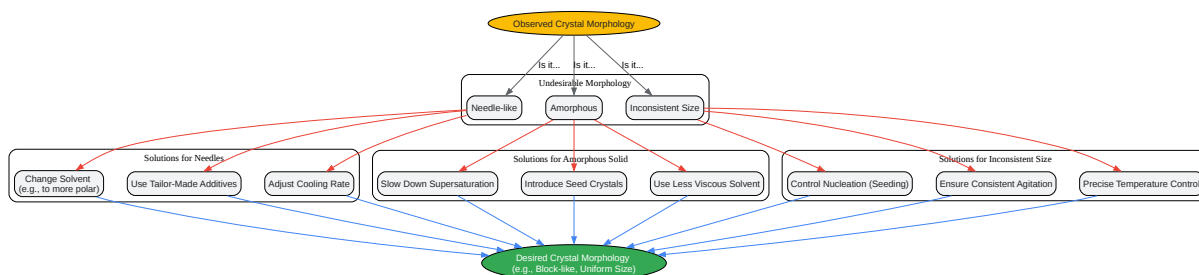 Observed Crystal Morphology
Is it...
Is it...
Is it...
Undesirable Morphology
Needle-like
Amorphous
Inconsistent Size
Solutions for Needles
Change Solvent
(e.g., to more polar)
Use Tailor-Made Additives
Adjust Cooling Rate
Solutions for Amorphous Solid
Slow Down Supersaturation
Introduce Seed Crystals
Use Less Viscous Solvent
Solutions for Inconsistent Size
Control Nucleation (Seeding)
Ensure Consistent Agitation
Precise Temperature Control
Desired Crystal Morphology
(e.g., Block-like, Uniform Size)